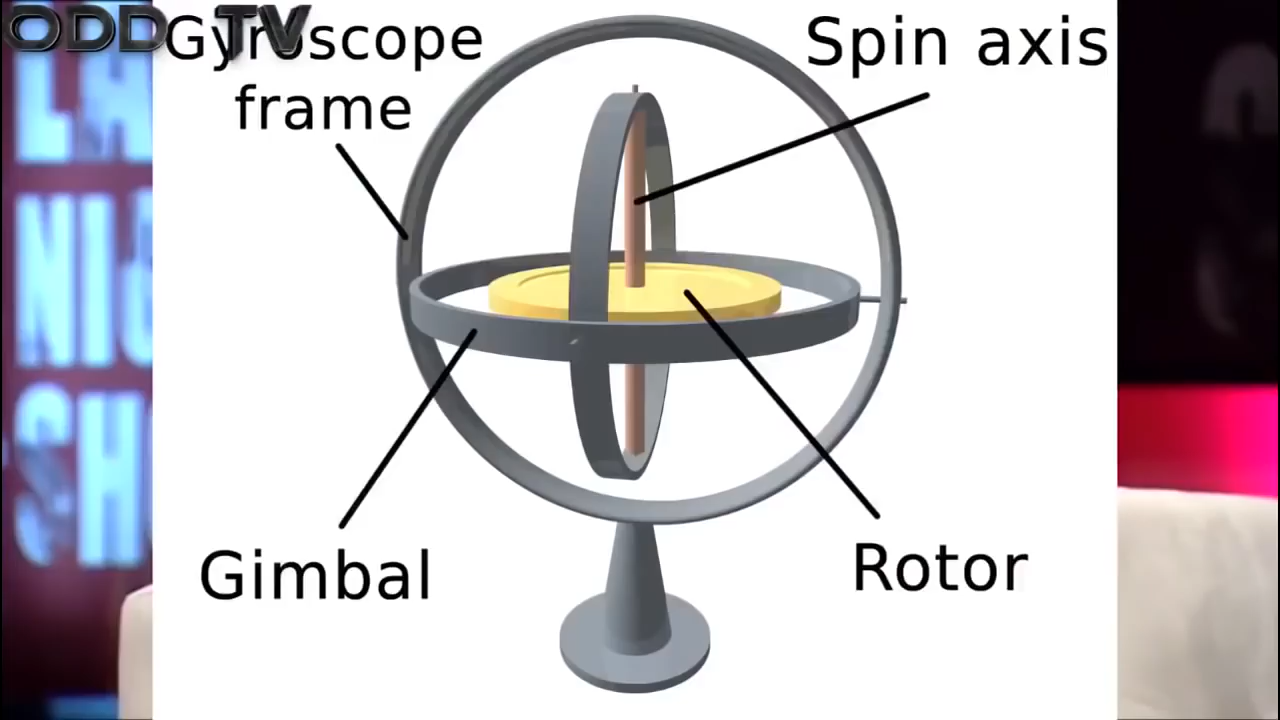 ODD TV
Gyroscope
frame
Spin axis
Gimbal
Rotor